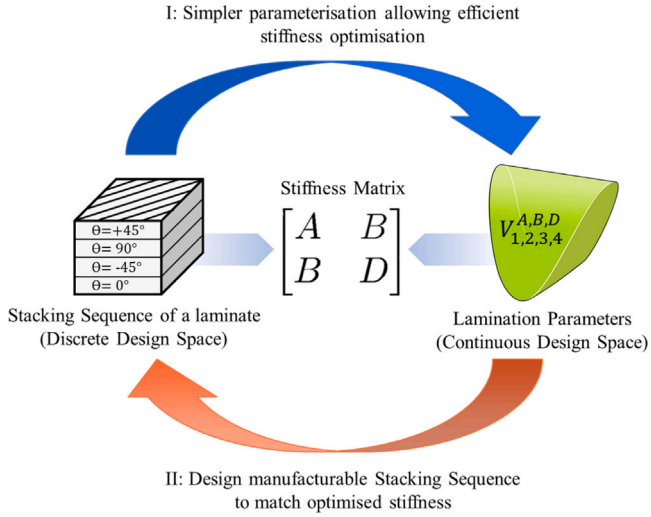 I: Simpler parameterisation allowing efficient
stiffness optimisation
Stiffness Matrix
A B
B D
θ=+45°
θ= 90°
θ= -45°
θ= 0°
V_{1,2,3,4}^{A,B,D}
Stacking Sequence of a laminate
(Discrete Design Space)
Lamination Parameters
(Continuous Design Space)
II: Design manufacturable Stacking Sequence
to match optimised stiffness